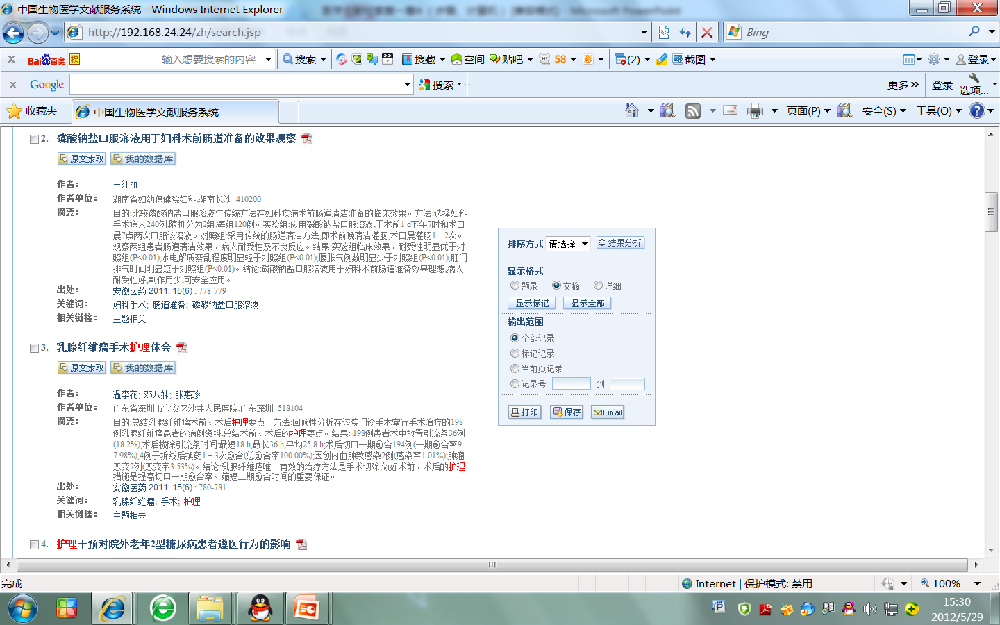 中国生物医学文献服务系统 - Windows Internet Explorer
http://192.168.24.24/zh/search.jsp
Bing
Bai百度
输入想要搜索的内容
搜索
搜藏
空间
贴吧
58
彩
(2)
截图
登录
Google
搜索
更多 »
登录
选项...
收藏夹
中国生物医学文献服务系统
页面(P)
安全(S)
工具(O)
2. 磷酸钠盐口服溶液用于妇科术前肠道准备的效果观察
原文索取 我的数据库
作者: 王红丽
作者单位: 湖南省妇幼保健院妇科,湖南长沙 410200
摘要: 目的:比较磷酸钠盐口服溶液与传统方法在妇科疾病术前肠道清洁准备的临床效果。方法:选择妇科
手术病人240例,随机分为2组,每组120例。实验组:应用磷酸钠盐口服溶液,于术前1 d下午7时和术日
晨7点两次口服该溶液。对照组:采用传统的肠道清洁方法,即术前晚清洁灌肠,术日晨灌肠1－2次。
观察两组患者肠道清洁效果、病人耐受性及不良反应。结果:实验组临床效果、耐受性明显优于对
照组(P<0.01),水电解质紊乱程度明显轻于对照组(P<0.01),腹胀气例数明显少于对照组(P<0.01),肛门
排气时间明显短于对照组(P<0.01)。结论:磷酸钠盐口服溶液用于妇科术前肠道准备效果理想,病人
耐受性好,副作用少,可安全应用。
出处: 安徽医药 2011; 15(6) : 778-779
关键词: 妇科手术; 肠道准备; 磷酸钠盐口服溶液
相关链接: 主题相关
3. 乳腺纤维瘤手术护理体会
原文索取 我的数据库
作者: 温李花; 邓八妹; 张惠珍
作者单位: 广东省深圳市宝安区沙井人民医院,广东深圳 518104
摘要: 目的:总结乳腺纤维瘤术前、术后护理要点。方法:回顾性分析在该院门诊手术室行手术治疗的198
例乳腺纤维瘤患者的病例资料,总结术前、术后的护理要点。结果: 198例患者术中放置引流条36例
(18.2%),术后拔除引流条时间:最短18 h,最长36 h,平均25.8 h;术后切口一期愈合194例(一期愈合率9
7.98%),4例于拆线后换药1－3次愈合(总愈合率100.00%);因创内血肿致感染2例(感染率1.01%);肿瘤
恶变7例(恶变率3.53%)。结论:乳腺纤维瘤唯一有效的治疗方法是手术切除,做好术前、术后的护理
措施是提高切口一期愈合率、缩短二期愈合时间的重要保证。
出处: 安徽医药 2011; 15(6) : 780-781
关键词: 乳腺纤维瘤; 手术; 护理
相关链接: 主题相关
4. 护理干预对院外老年2型糖尿病患者遵医行为的影响
排序方式 请选择 结果分析
显示格式
题录 文摘 详细
显示标记 显示全部
输出范围
全部记录
标记记录
当前页记录
记录号 到
打印 保存 Email
完成
Internet | 保护模式: 禁用
100%
15:30
2012/5/29